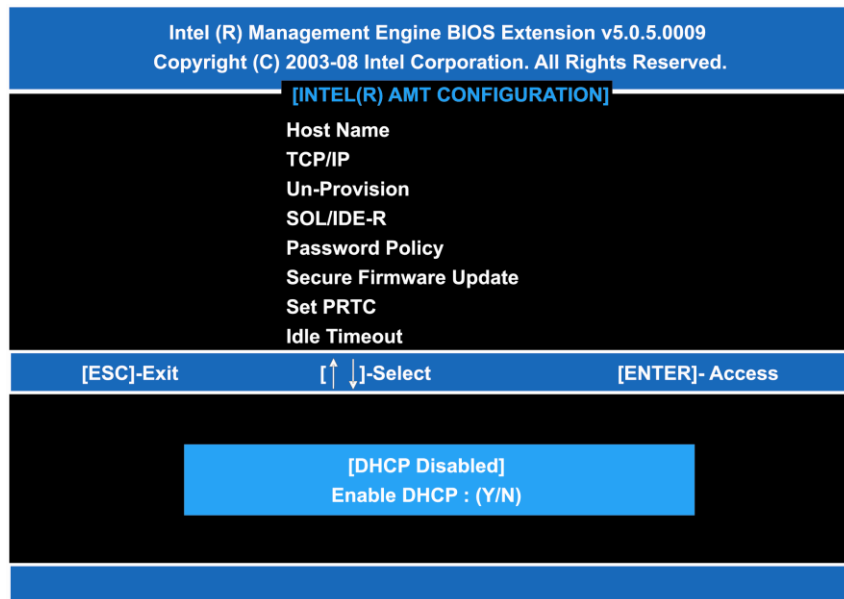 Intel (R) Management Engine BIOS Extension v5.0.5.0009
Copyright (C) 2003-08 Intel Corporation. All Rights Reserved.
[INTEL(R) AMT CONFIGURATION]
Host Name
TCP/IP
Un-Provision
SOL/IDE-R
Password Policy
Secure Firmware Update
Set PRTC
Idle Timeout
[ESC]-Exit [↑ ↓]-Select [ENTER]- Access
[DHCP Disabled]
Enable DHCP : (Y/N)